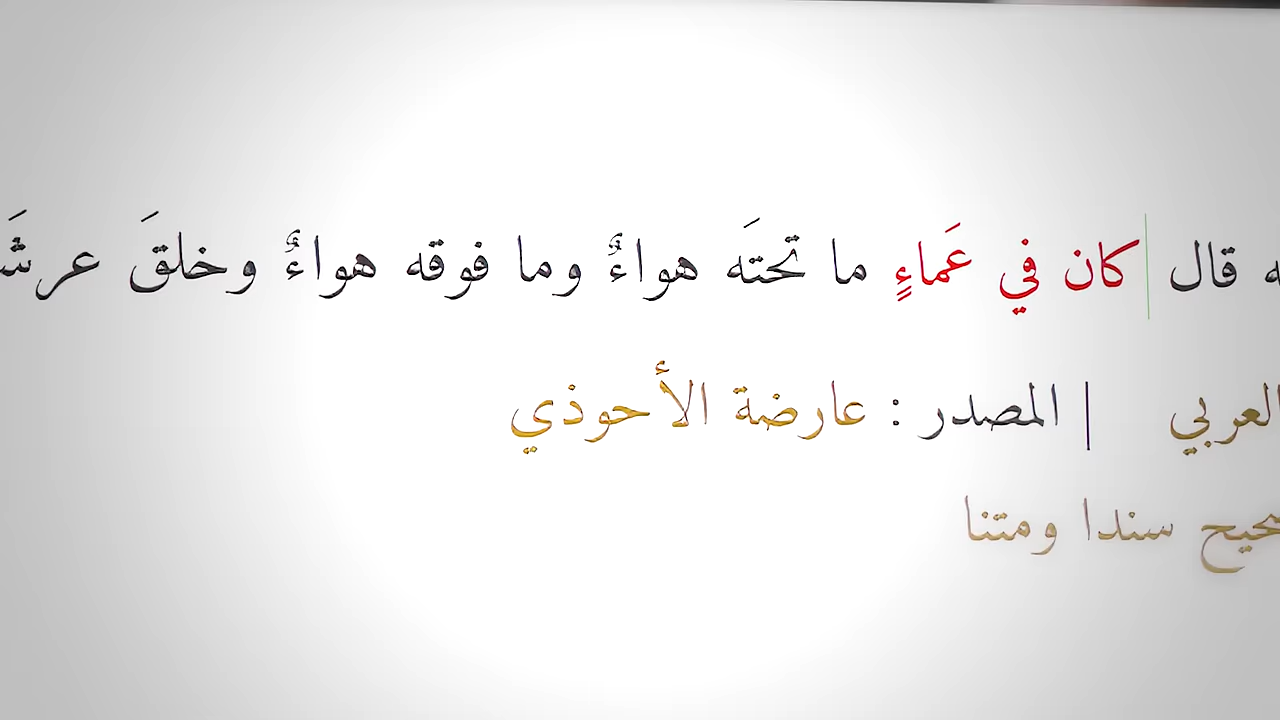 قال كان في عَماءٍ ما تحتَه هواءٌ وما فوقه هواءٌ وخلقَ
العربي | المصدر : عارضة الأحوذي
سندا ومتنا